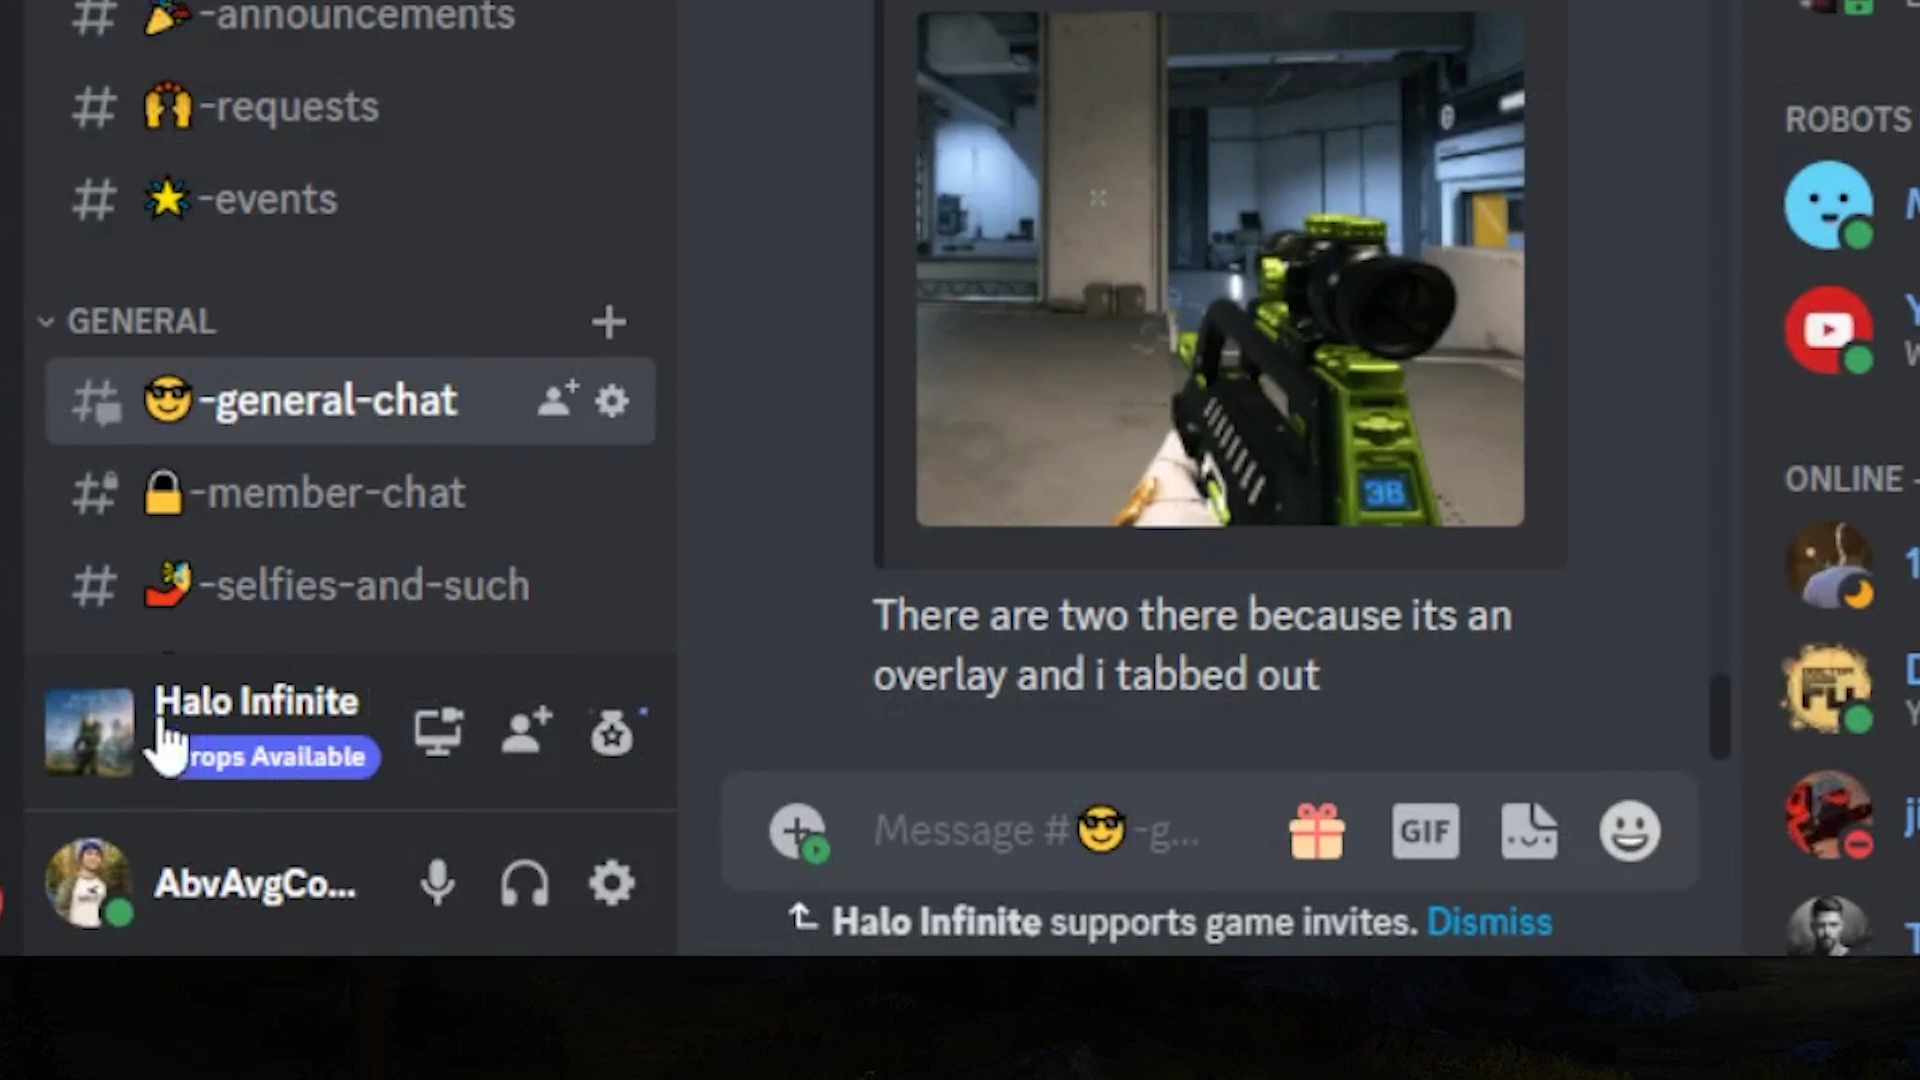 -announcements
-requests
-events
GENERAL
-general-chat
-member-chat
-selfies-and-such
Halo Infinite
rops Available
AbvAvgCo...
38
There are two there because its an
overlay and i tabbed out
Message #😎-g...
GIF
Halo Infinite supports game invites. Dismiss
ROBOTS
ONLINE -